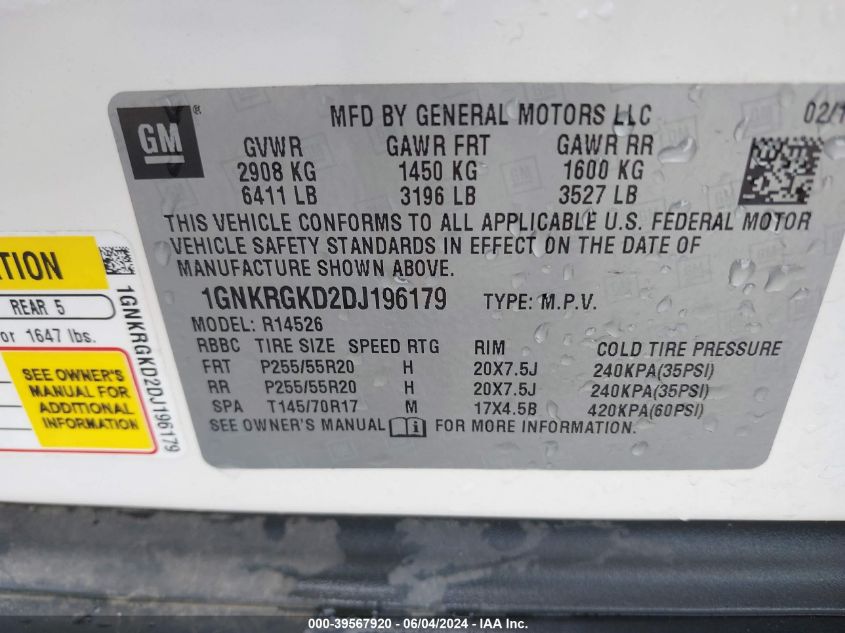 GM ®
MFD BY GENERAL MOTORS LLC 02/1
GVWR GAWR FRT GAWR RR
2908 KG 1450 KG 1600 KG
6411 LB 3196 LB 3527 LB
THIS VEHICLE CONFORMS TO ALL APPLICABLE U.S. FEDERAL MOTOR
VEHICLE SAFETY STANDARDS IN EFFECT ON THE DATE OF
MANUFACTURE SHOWN ABOVE.
1GNKRGKD2DJ196179 TYPE: M.P.V.
MODEL: R14526
RBBC TIRE SIZE SPEED RTG RIM COLD TIRE PRESSURE
FRT P255/55R20 H 20X7.5J 240KPA(35PSI)
RR P255/55R20 H 20X7.5J 240KPA(35PSI)
SPA T145/70R17 M 17X4.5B 420KPA(60PSI)
SEE OWNER'S MANUAL FOR MORE INFORMATION.
ATION
REAR 5
or 1647 lbs.
SEE OWNER'S
MANUAL FOR
ADDITIONAL
INFORMATION
1GNKRGKD2DJ196179
000-39567920 - 06/04/2024 - IAA Inc.